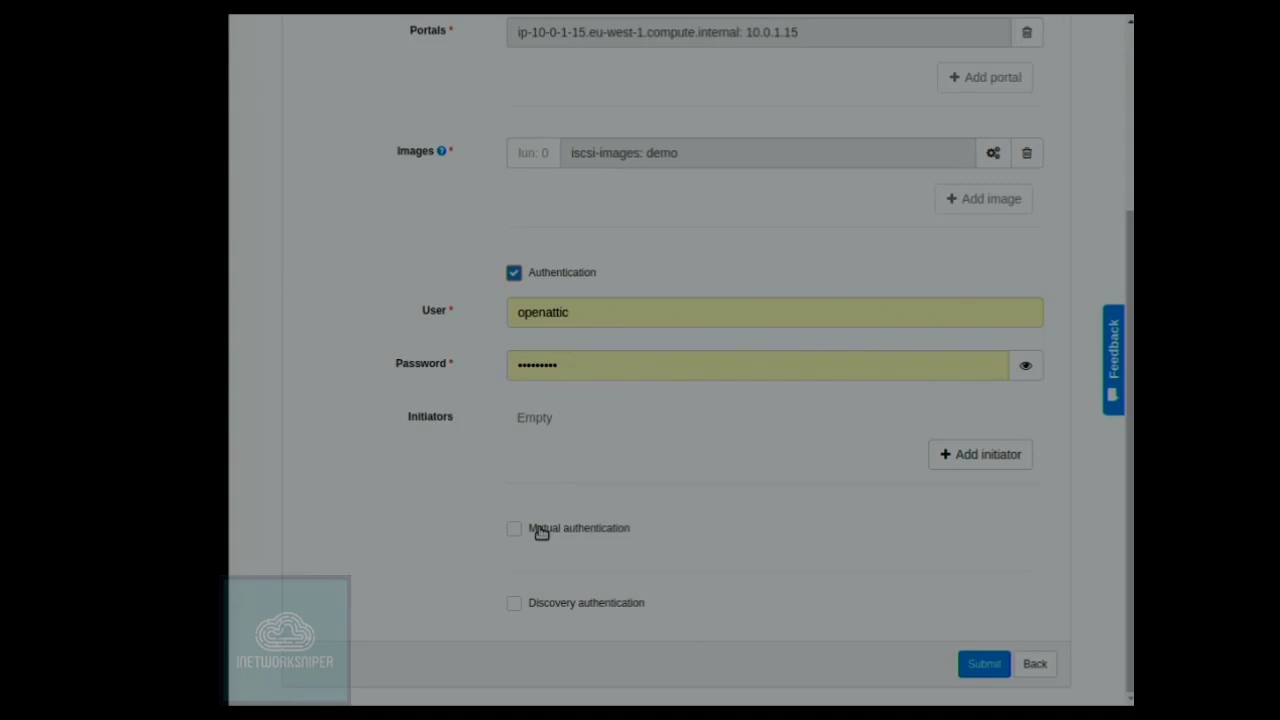 Portals *
ip-10-0-1-15.eu-west-1.compute.internal: 10.0.1.15
Add portal
Images *
lun: 0
iscsi-images: demo
Add image
Authentication
User *
openattic
Password *
•••••••••
Initiators
Empty
Add initiator
Mutual authentication
Discovery authentication
Submit
Back
Feedback
INETWORKSNIPER